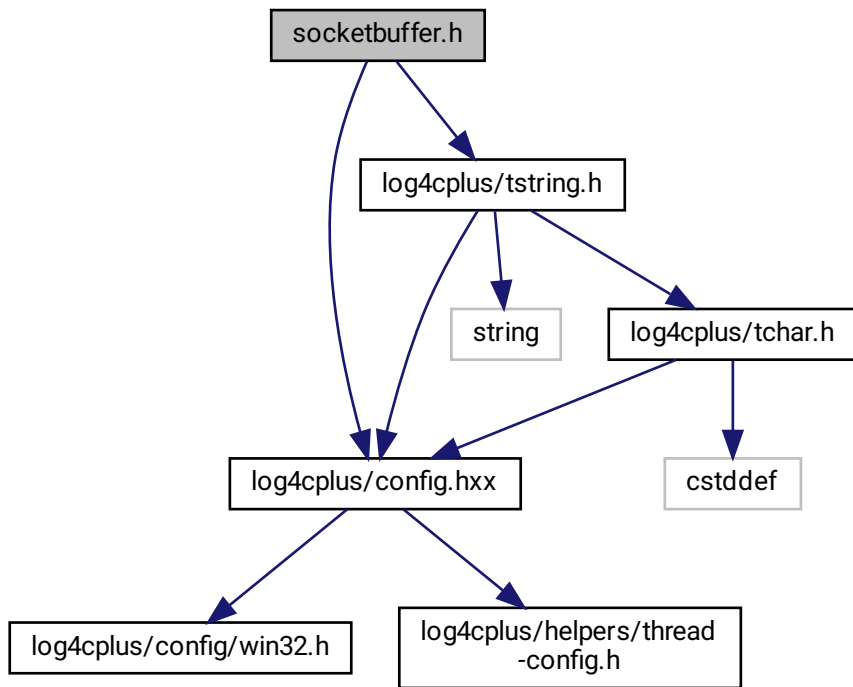 socketbuffer.h
log4cplus/tstring.h
string
log4cplus/tchar.h
log4cplus/config.hxx
cstddef
log4cplus/config/win32.h
log4cplus/helpers/thread
-config.h